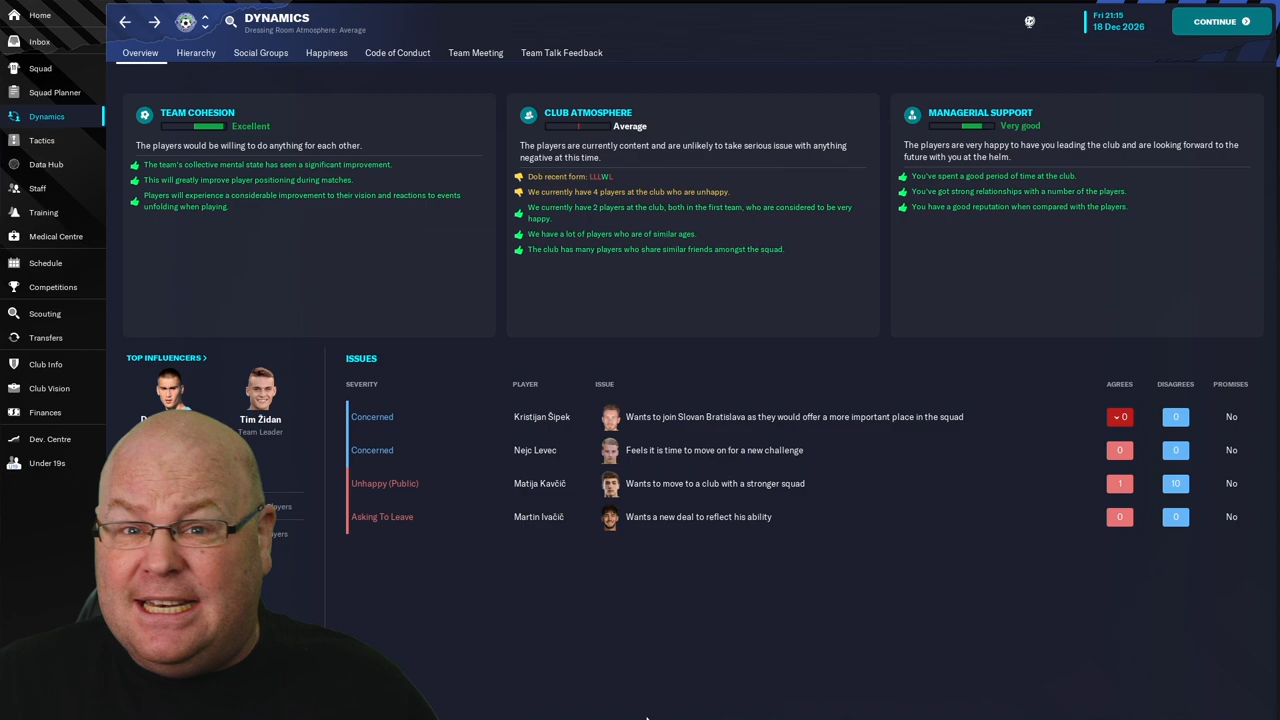 Home
Inbox
Squad
Squad Planner
Dynamics
Tactics
Data Hub
Staff
Training
Medical Centre
Schedule
Competitions
Scouting
Transfers
Club Info
Club Vision
Finances
Dev. Centre
Under 19s
DYNAMICS
Dressing Room Atmosphere: Average
Fri 21:15
18 Dec 2026
CONTINUE
Overview Hierarchy Social Groups Happiness Code of Conduct Team Meeting Team Talk Feedback
TEAM COHESION
Excellent
The players would be willing to do anything for each other.
The team's collective mental state has seen a significant improvement.
This will greatly improve player positioning during matches.
Players will experience a considerable improvement to their vision and reactions to events
unfolding when playing.
CLUB ATMOSPHERE
Average
The players are currently content and are unlikely to take serious issue with anything
negative at this time.
Dob recent form: LLLWL
We currently have 4 players at the club who are unhappy.
We currently have 2 players at the club, both in the first team, who are considered to be very
happy.
We have a lot of players who are of similar ages.
The club has many players who share similar friends amongst the squad.
MANAGERIAL SUPPORT
Very good
The players are very happy to have you leading the club and are looking forward to the
future with you at the helm.
You've spent a good period of time at the club.
You've got strong relationships with a number of the players.
You have a good reputation when compared with the players.
TOP INFLUENCERS >
Tim Židan
Team Leader
Players
ISSUES
SEVERITY PLAYER ISSUE AGREES DISAGREES PROMISES
Concerned Kristijan Šipek Wants to join Slovan Bratislava as they would offer a more important place in the squad 0 0 No
Concerned Nejc Levec Feels it is time to move on for a new challenge 0 0 No
Unhappy (Public) Matija Kavčič Wants to move to a club with a stronger squad 1 10 No
Asking To Leave Martin Ivačič Wants a new deal to reflect his ability 0 0 No